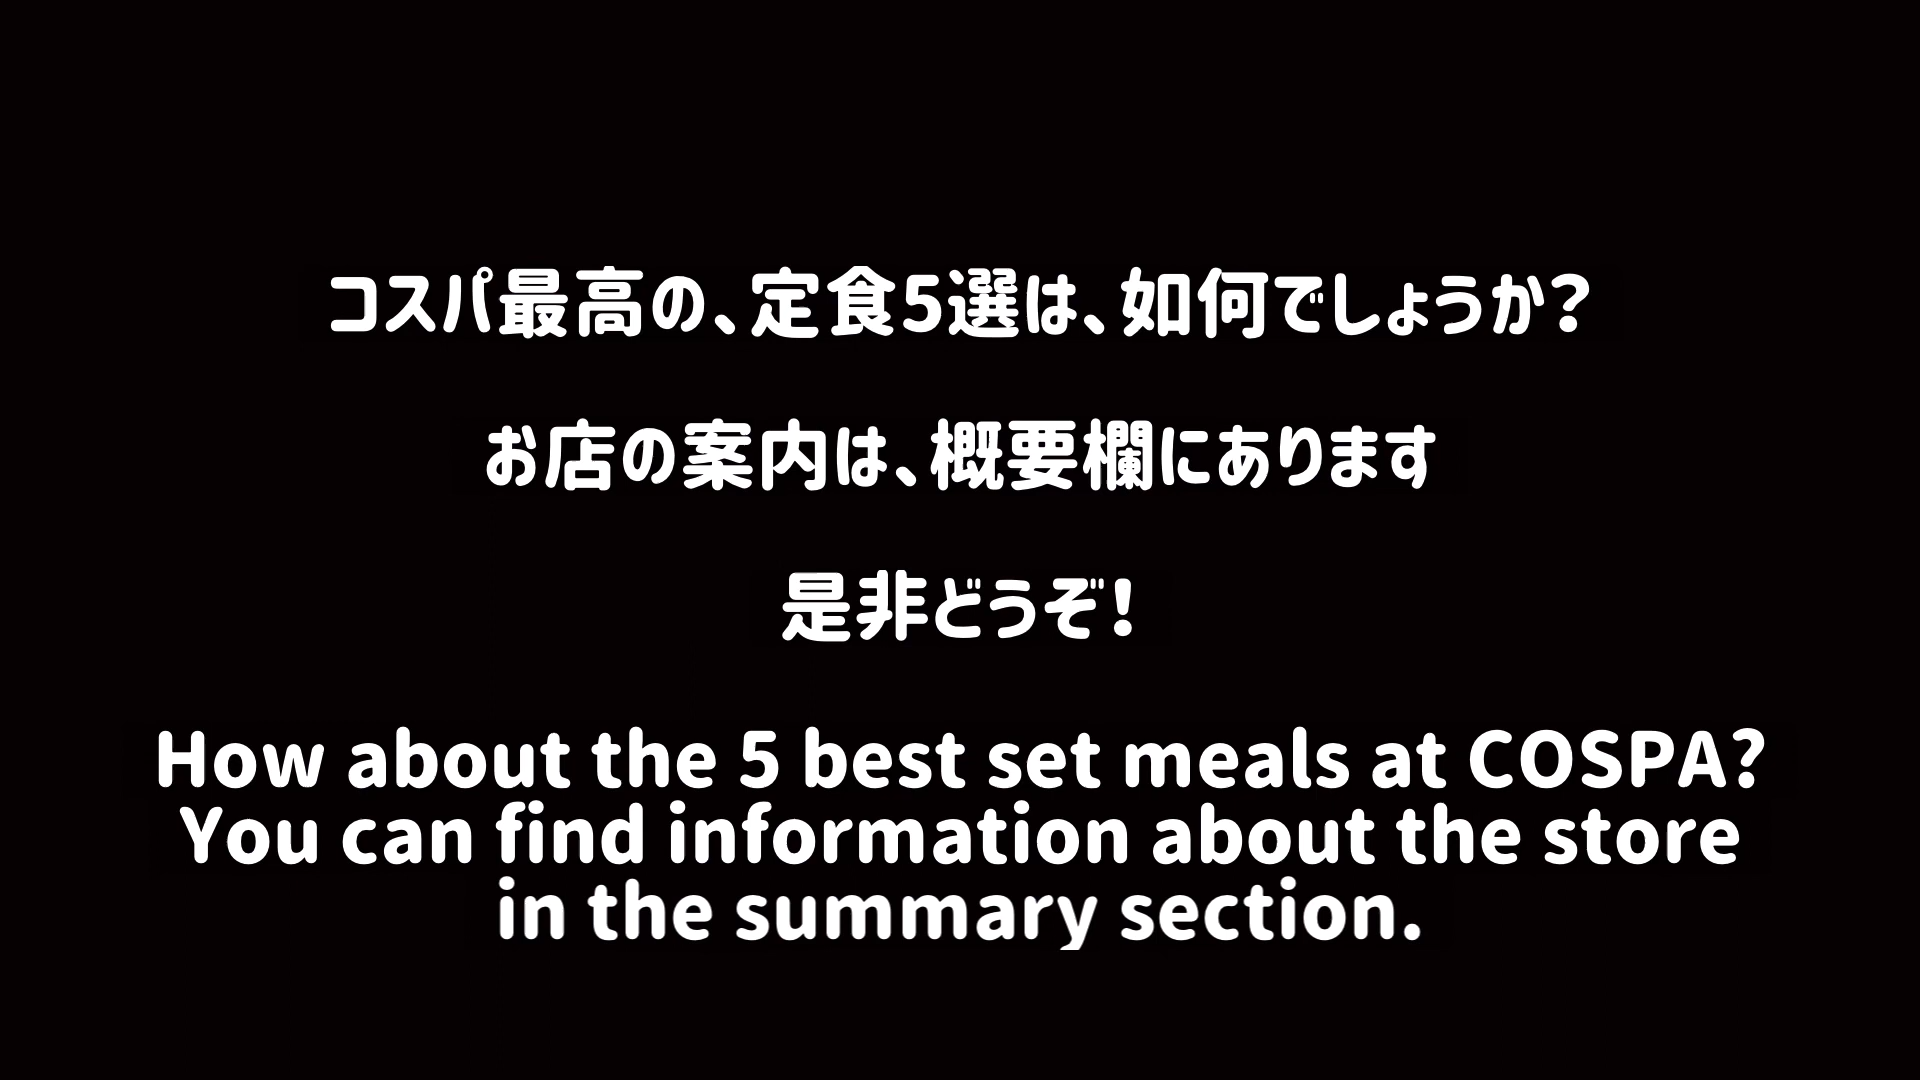 コスパ最高の、定食5選は、如何でしょうか?
お店の案内は、概要欄にあります
是非どうぞ!
How about the 5 best set meals at COSPA?
You can find information about the store
in the summary section.